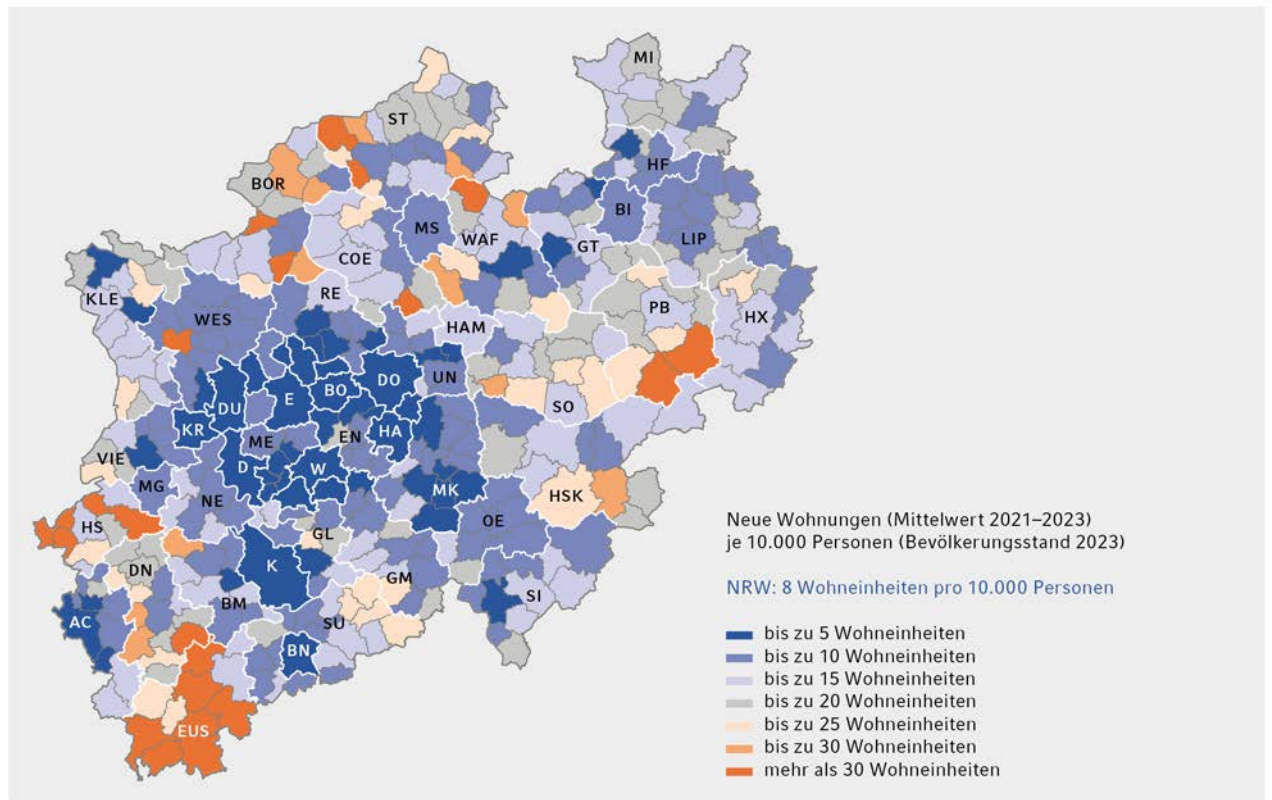 MI
ST
HF
BOR
BI
MS
WAF
GT
LIP
COE
KLE
RE
PB
WES
HX
HAM
DO
UN
BO
E
DU
SO
KR
EN
HA
ME
VIE
D
W
MG
MK
HSK
NE
OE
HS
GL
K
DN
GM
SI
BM
AC
SU
BN
EUS
Neue Wohnungen (Mittelwert 2021–2023)
je 10.000 Personen (Bevölkerungsstand 2023)
NRW: 8 Wohneinheiten pro 10.000 Personen
bis zu 5 Wohneinheiten
bis zu 10 Wohneinheiten
bis zu 15 Wohneinheiten
bis zu 20 Wohneinheiten
bis zu 25 Wohneinheiten
bis zu 30 Wohneinheiten
mehr als 30 Wohneinheiten